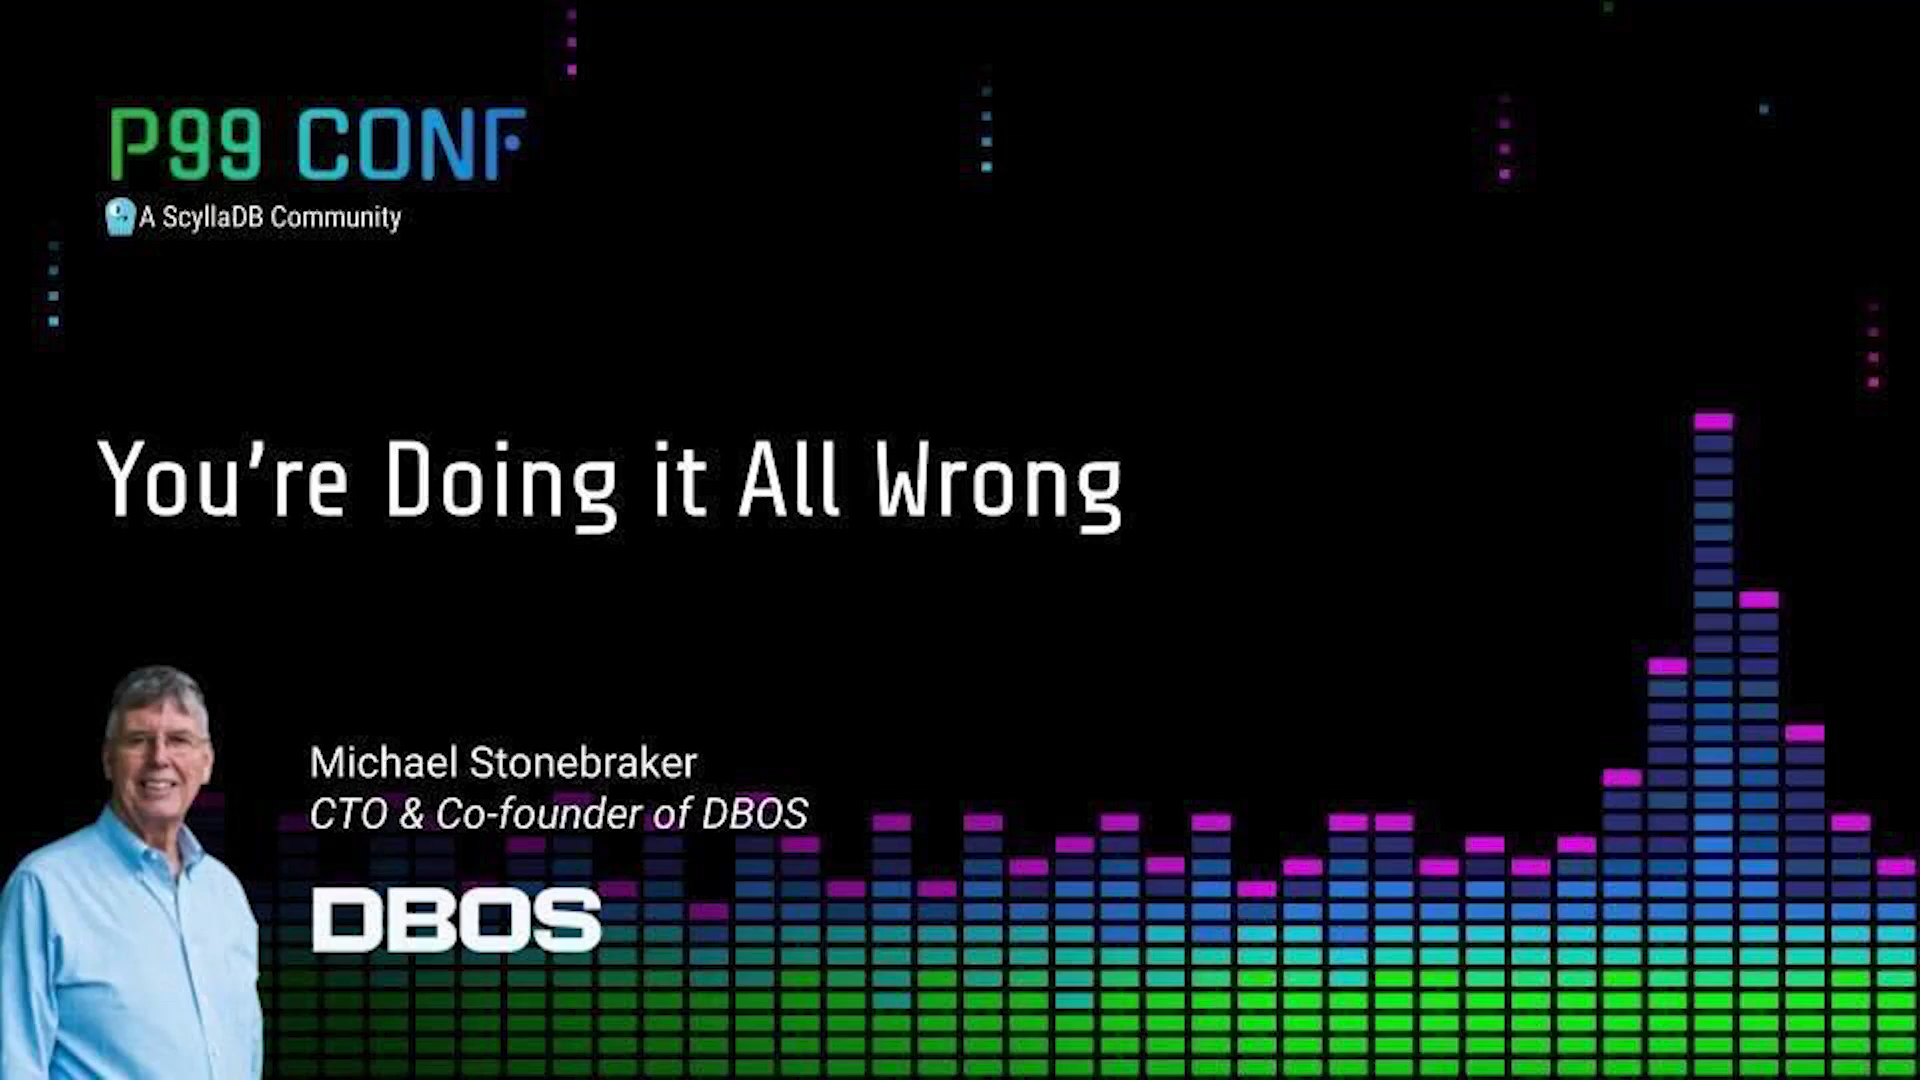 P99 CONF
A ScyllaDB Community
You're Doing it All Wrong
Michael Stonebraker
CTO & Co-founder of DBOS
DBOS